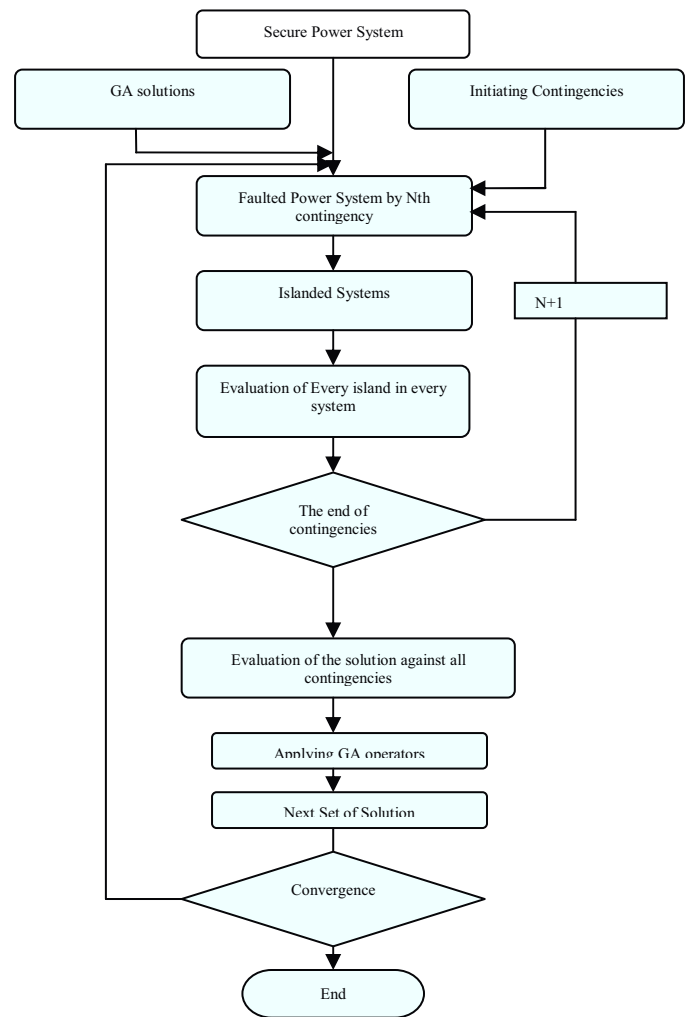 Secure Power System
GA solutions
Initiating Contingencies
Faulted Power System by Nth
contingency
Islanded Systems
N+1
Evaluation of Every island in every
system
The end of
contingencies
Evaluation of the solution against all
contingencies
Applying GA operators
Next Set of Solution
Convergence
End